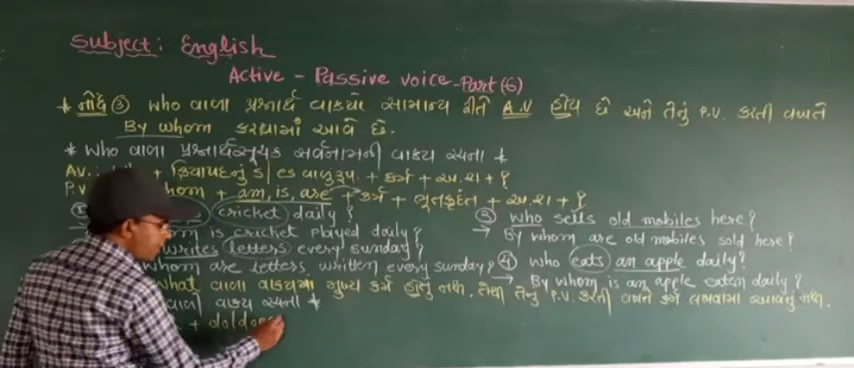 Subject: English
Active - Passive voice - Part (6)
* નોંધ ③ Who વાળા પ્રશ્નાર્થ વાક્યો સામાન્ય રીતે A.V હોય છે અને તેનું P.V. કરતી વખતે
By whom કરવામાં આવે છે.
* Who વાળા પ્રશ્નાર્થસૂચક સર્વનામની વાક્ય રચના *
AV. + ક્રિયાપદનું s/es વાળુ રૂપ. + કર્મ + અ.શ. + ?
P.V hom + am, is, are + કર્મ + ભૂતકૃદંત + અ.શ + ?
cricket daily?
is cricket played daily?
writes letters every sunday?
whom are letters written every sunday?
③ who sells old mobiles here?
→ By whom are old mobiles sold here?
④ who eats an apple daily?
→ By whom is an apple eaten daily?
what વાળા વાક્યમાં મુખ્ય કર્મ હોતું નથી. તેથી તેનું P.V. કરતી વખતે કર્મ લખવામાં આવતું નથી.
વાળી વાક્ય રચના *
+ do/does